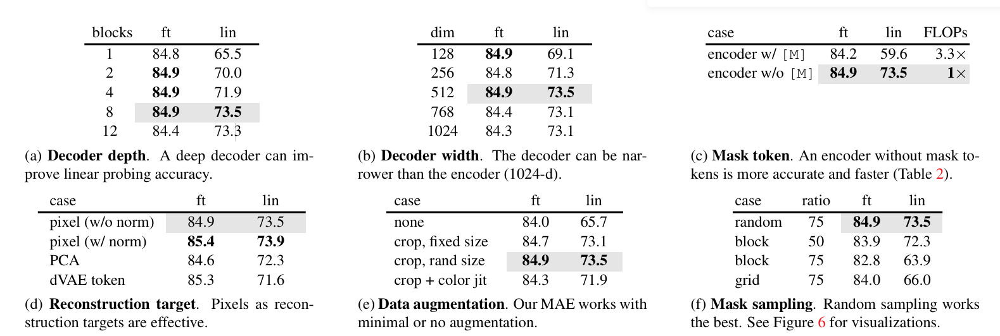 blocks ft lin
1 84.8 65.5
2 84.9 70.0
4 84.9 71.9
8 84.9 73.5
12 84.4 73.3
(a) Decoder depth. A deep decoder can im-
prove linear probing accuracy.
dim ft lin
128 84.9 69.1
256 84.8 71.3
512 84.9 73.5
768 84.4 73.1
1024 84.3 73.1
(b) Decoder width. The decoder can be nar-
rower than the encoder (1024-d).
case ft lin FLOPs
encoder w/ [M] 84.2 59.6 3.3×
encoder w/o [M] 84.9 73.5 1×
(c) Mask token. An encoder without mask to-
kens is more accurate and faster (Table 2).
case ft lin
pixel (w/o norm) 84.9 73.5
pixel (w/ norm) 85.4 73.9
PCA 84.6 72.3
dVAE token 85.3 71.6
(d) Reconstruction target. Pixels as recon-
struction targets are effective.
case ft lin
none 84.0 65.7
crop, fixed size 84.7 73.1
crop, rand size 84.9 73.5
crop + color jit 84.3 71.9
(e) Data augmentation. Our MAE works with
minimal or no augmentation.
case ratio ft lin
random 75 84.9 73.5
block 50 83.9 72.3
block 75 82.8 63.9
grid 75 84.0 66.0
(f) Mask sampling. Random sampling works
the best. See Figure 6 for visualizations.